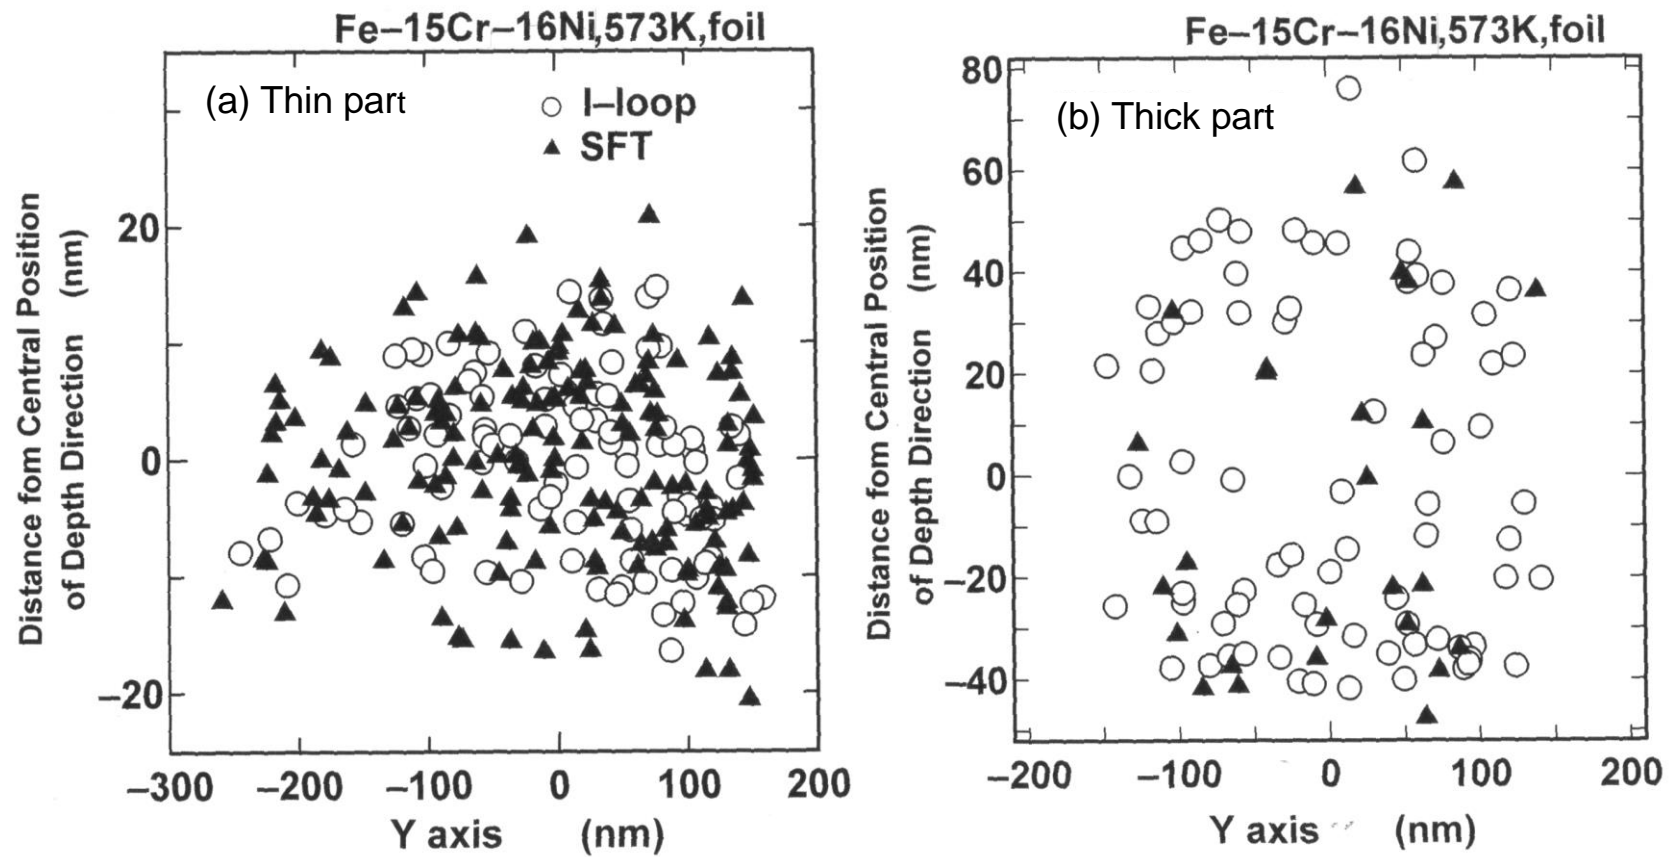 Fe–15Cr–16Ni,573K,foil
(a) Thin part
I–loop
SFT
20
0
–20
–300 –200 –100 0 100 200
Y axis (nm)
Distance fom Central Position
of Depth Direction (nm)
Fe–15Cr–16Ni,573K,foil
(b) Thick part
80
60
40
20
0
–20
–40
–200 –100 0 100 200
Y axis (nm)
Distance fom Central Position
of Depth Direction (nm)